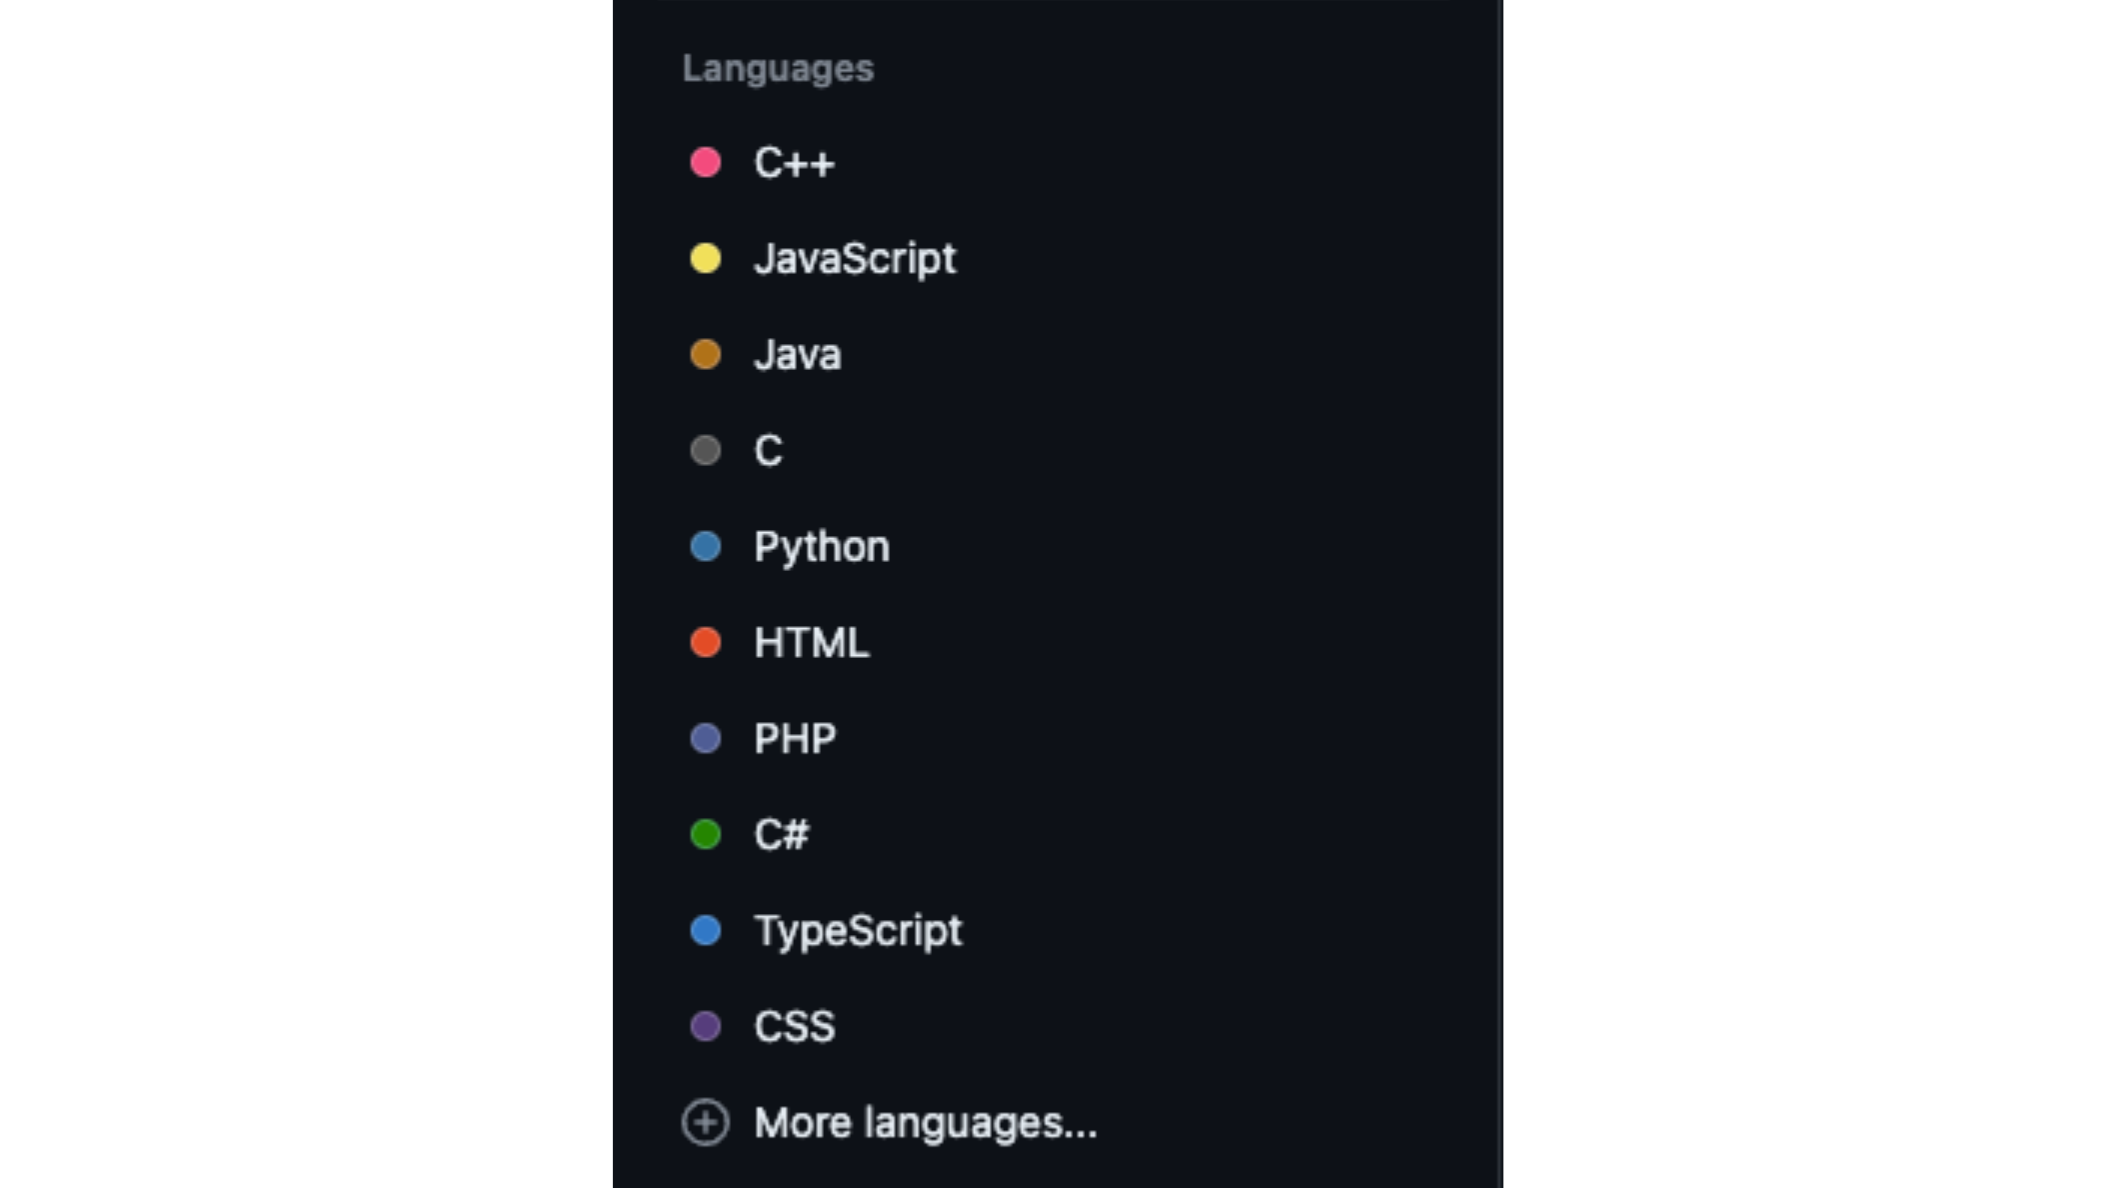 Languages
C++
JavaScript
Java
C
Python
HTML
PHP
C#
TypeScript
CSS
More languages...